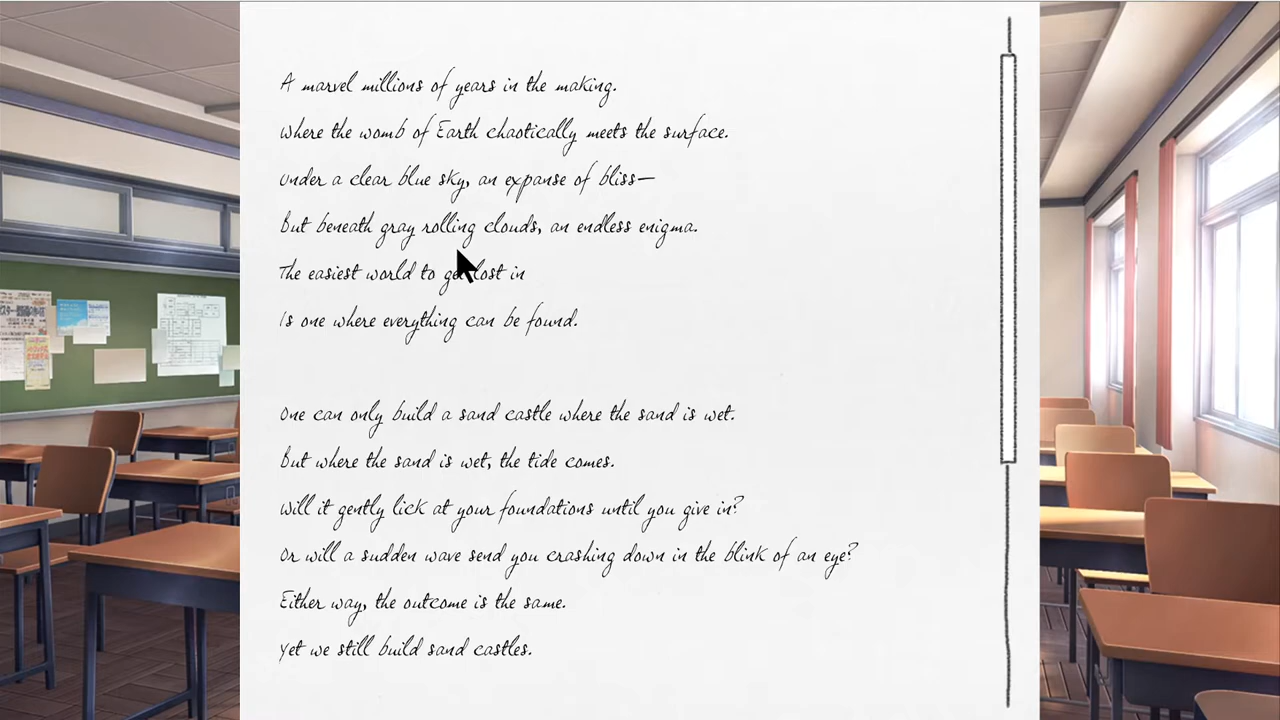 A marvel millions of years in the making.
Where the womb of Earth chaotically meets the surface.
Under a clear blue sky, an expanse of bliss—
But beneath gray rolling clouds, an endless enigma.
The easiest world to get lost in
Is one where everything can be found.
One can only build a sand castle where the sand is wet.
But where the sand is wet, the tide comes.
Will it gently lick at your foundations until you give in?
Or will a sudden wave send you crashing down in the blink of an eye?
Either way, the outcome is the same.
Yet we still build sand castles.